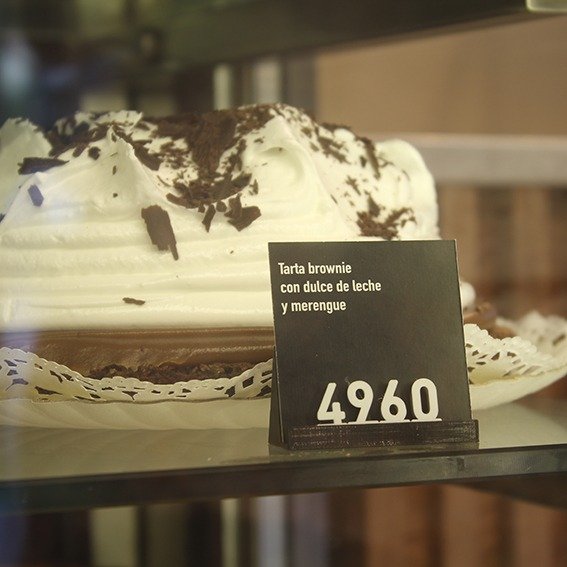 Tarta brownie
con dulce de leche
y merengue
4960